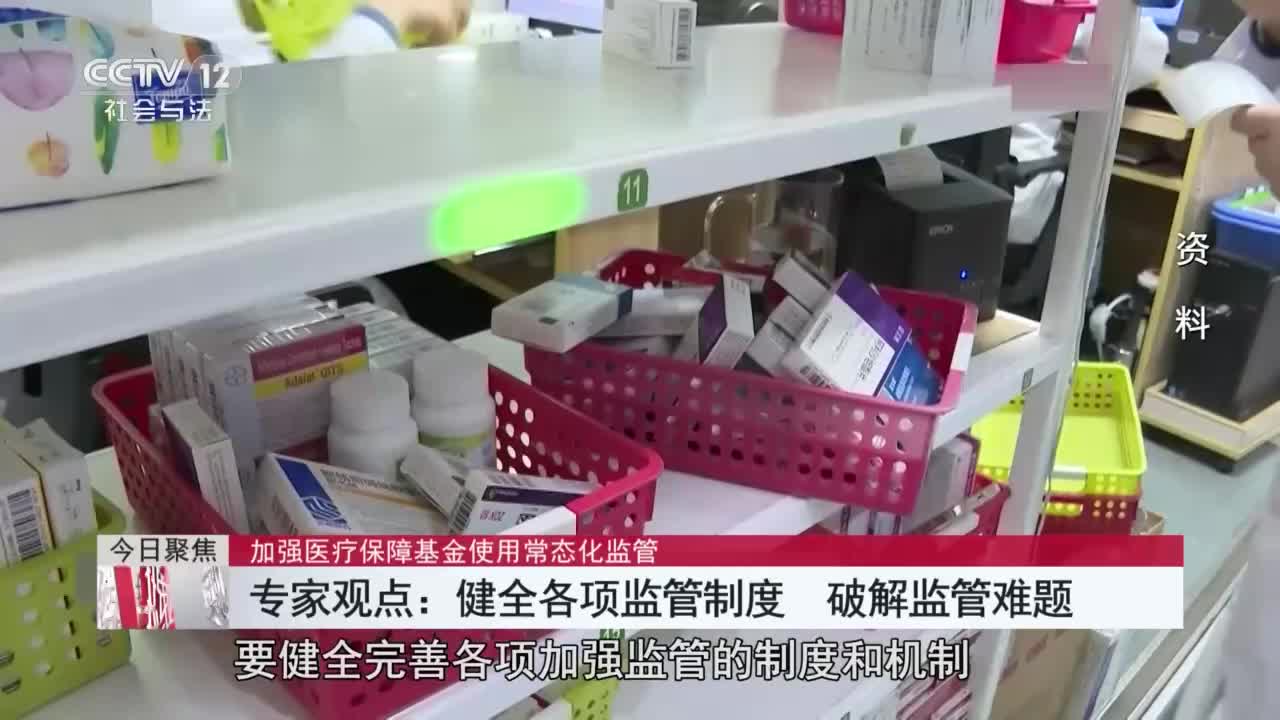 CCTV 12
社会与法
11
EPSON
资料
Adalat
今日聚焦
加强医疗保障基金使用常态化监管
专家观点：健全各项监管制度 破解监管难题
要健全完善各项加强监管的制度和机制